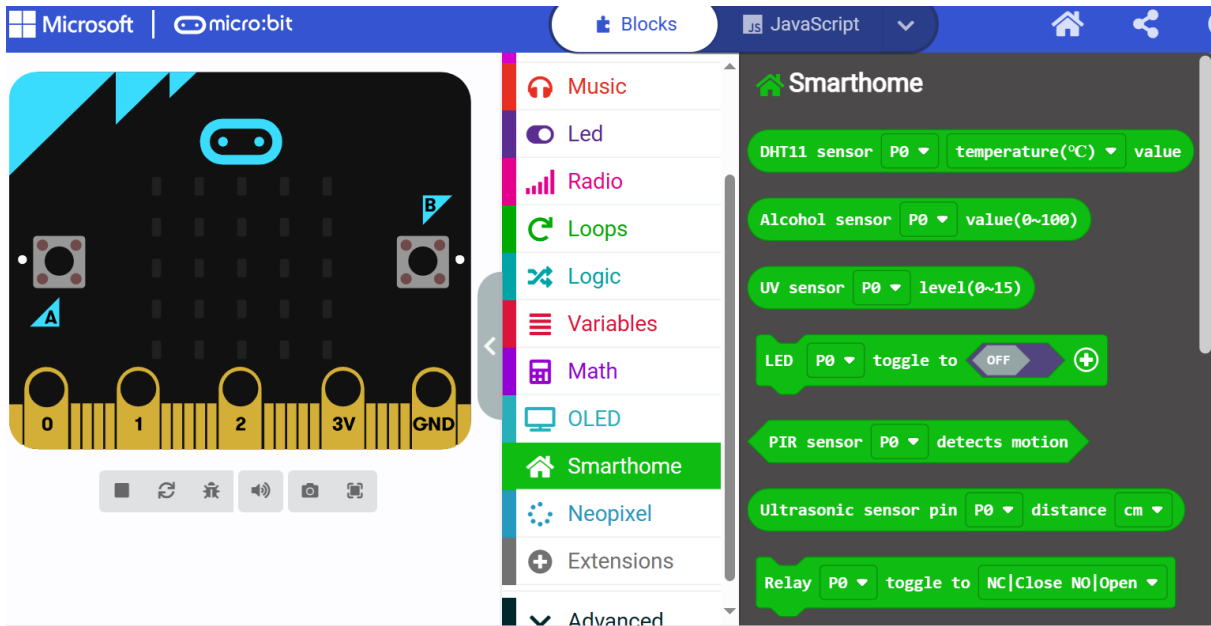 Microsoft micro:bit Blocks JS JavaScript
B
A
0 1 2 3V GND
Music
Led
Radio
Loops
Logic
Variables
Math
OLED
Smarthome
Neopixel
Extensions
Advanced
Smarthome
DHT11 sensor P0 temperature(℃) value
Alcohol sensor P0 value(0~100)
UV sensor P0 level(0~15)
LED P0 toggle to OFF
PIR sensor P0 detects motion
Ultrasonic sensor pin P0 distance cm
Relay P0 toggle to NC|Close NO|Open